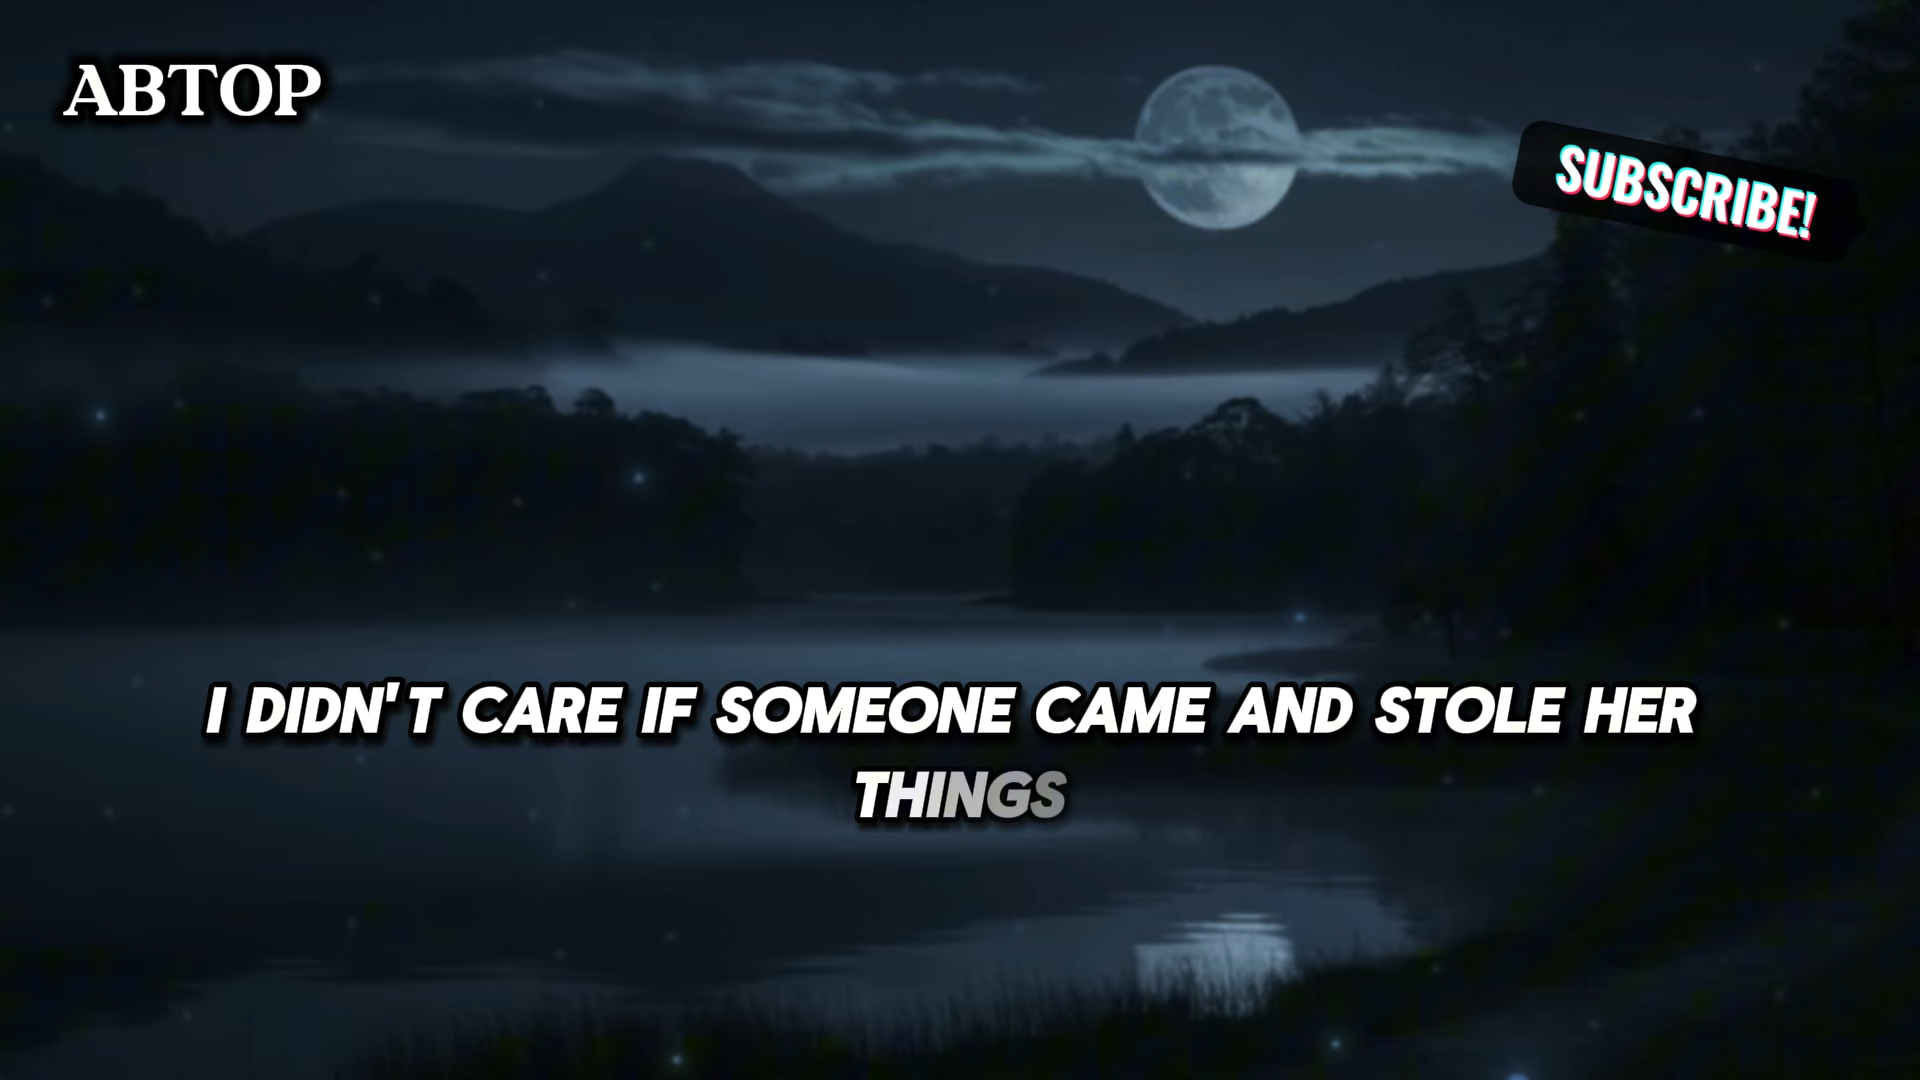 ABTOP
SUBSCRIBE!
I DIDN'T CARE IF SOMEONE CAME AND STOLE HER
THINGS